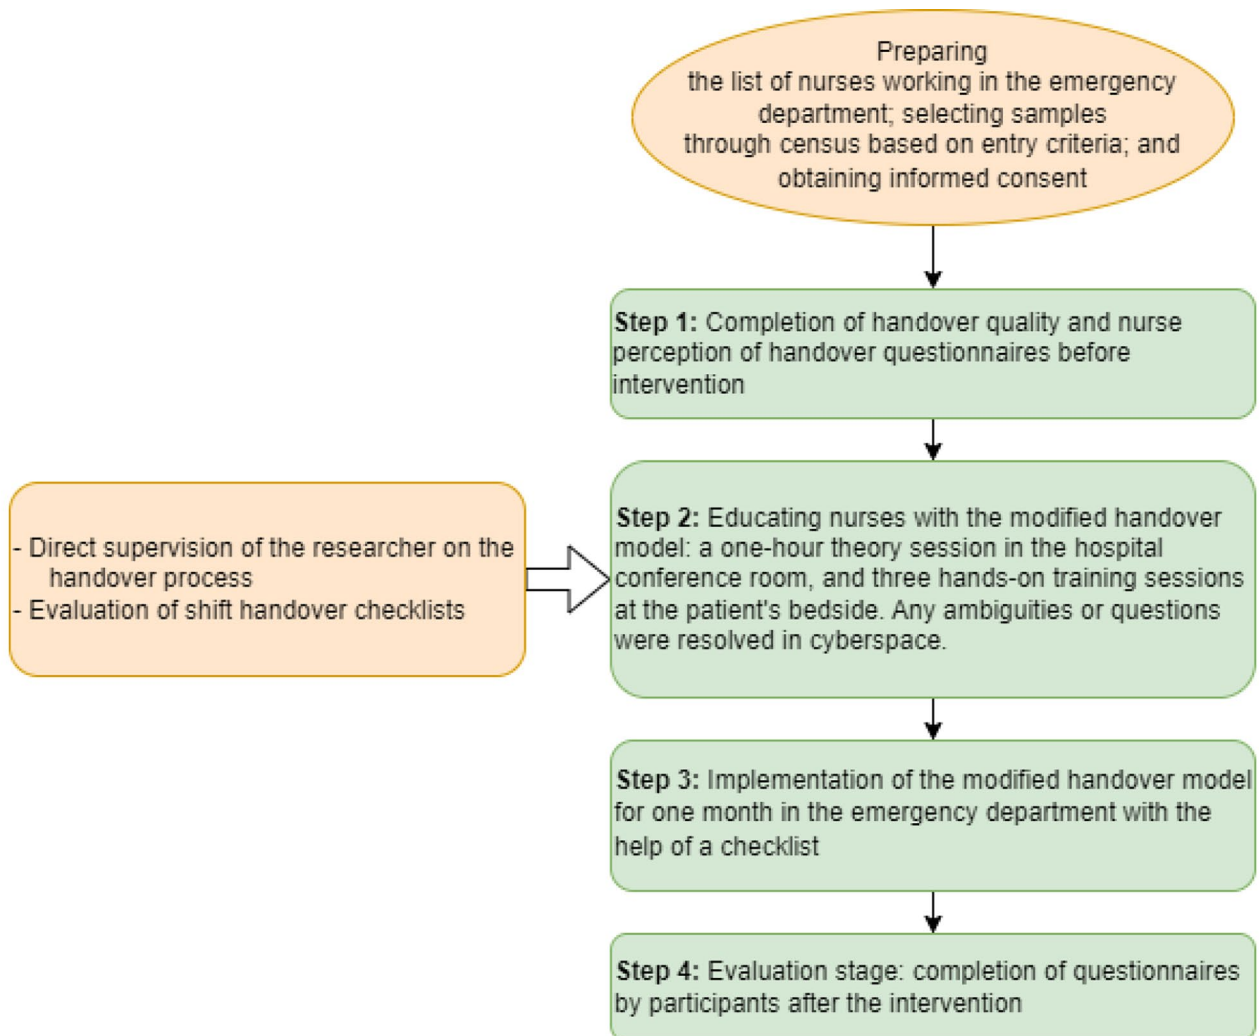 Preparing
the list of nurses working in the emergency
department; selecting samples
through census based on entry criteria; and
obtaining informed consent
Step 1: Completion of handover quality and nurse
perception of handover questionnaires before
intervention
- Direct supervision of the researcher on the
handover process
- Evaluation of shift handover checklists
Step 2: Educating nurses with the modified handover
model: a one-hour theory session in the hospital
conference room, and three hands-on training sessions
at the patient's bedside. Any ambiguities or questions
were resolved in cyberspace.
Step 3: Implementation of the modified handover model
for one month in the emergency department with the
help of a checklist
Step 4: Evaluation stage: completion of questionnaires
by participants after the intervention